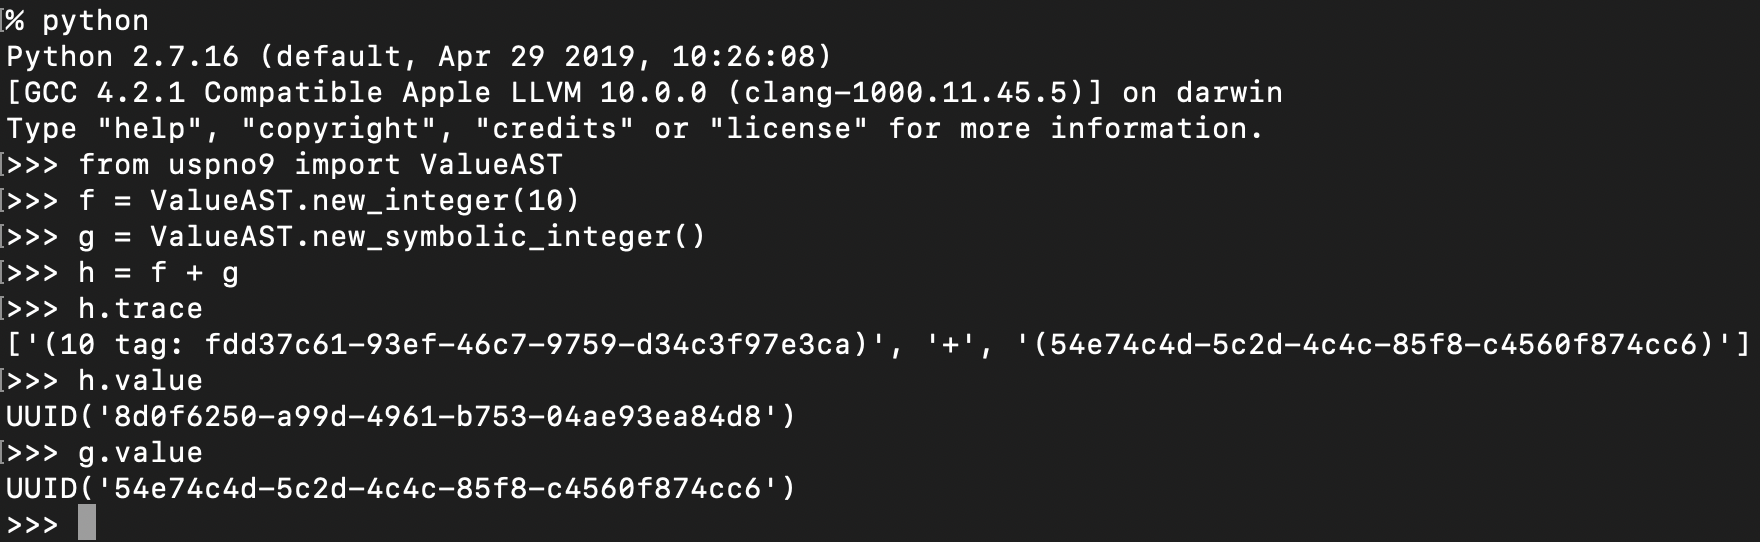 % python
Python 2.7.16 (default, Apr 29 2019, 10:26:08)
[GCC 4.2.1 Compatible Apple LLVM 10.0.0 (clang-1000.11.45.5)] on darwin
Type "help", "copyright", "credits" or "license" for more information.
>>> from uspno9 import ValueAST
>>> f = ValueAST.new_integer(10)
>>> g = ValueAST.new_symbolic_integer()
>>> h = f + g
>>> h.trace
['(10 tag: fdd37c61-93ef-46c7-9759-d34c3f97e3ca)', '+', '(54e74c4d-5c2d-4c4c-85f8-c4560f874cc6)']
>>> h.value
UUID('8d0f6250-a99d-4961-b753-04ae93ea84d8')
>>> g.value
UUID('54e74c4d-5c2d-4c4c-85f8-c4560f874cc6')
>>>